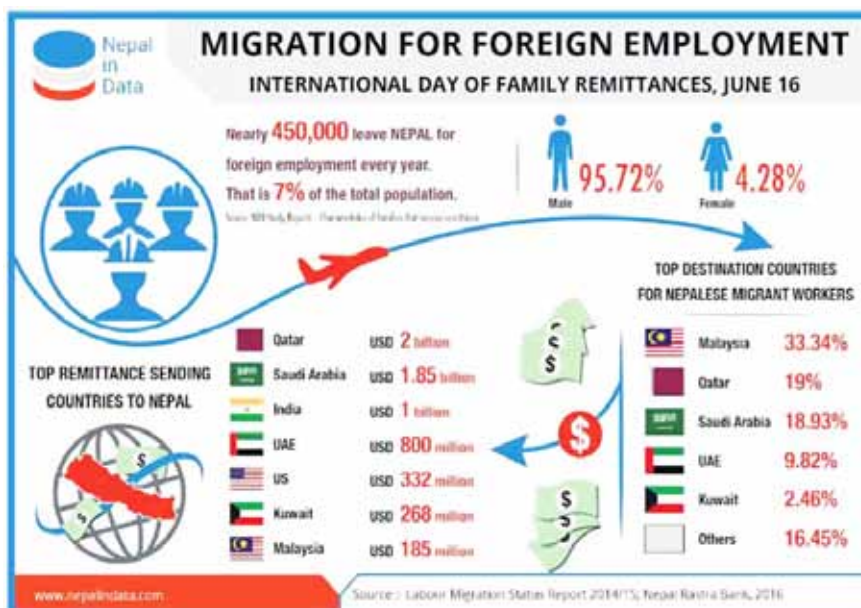 Nepal
in
Data
MIGRATION FOR FOREIGN EMPLOYMENT
INTERNATIONAL DAY OF FAMILY REMITTANCES, JUNE 16
Nearly 450,000 leave NEPAL for
foreign employment every year.
That is 7% of the total population.
Male 95.72%
Female 4.28%
TOP REMITTANCE SENDING
COUNTRIES TO NEPAL
Qatar USD 2 billion
Saudi Arabia USD 1.85 billion
India USD 1 billion
UAE USD 800 million
US USD 332 million
Kuwait USD 268 million
Malaysia USD 185 million
TOP DESTINATION COUNTRIES
FOR NEPALESE MIGRANT WORKERS
Malaysia 33.34%
Qatar 19%
Saudi Arabia 18.93%
UAE 9.82%
Kuwait 2.46%
Others 16.45%
www.nepalindata.com
Source : Labour Migration Status Report 2014/15; Nepal Rastra Bank, 2016